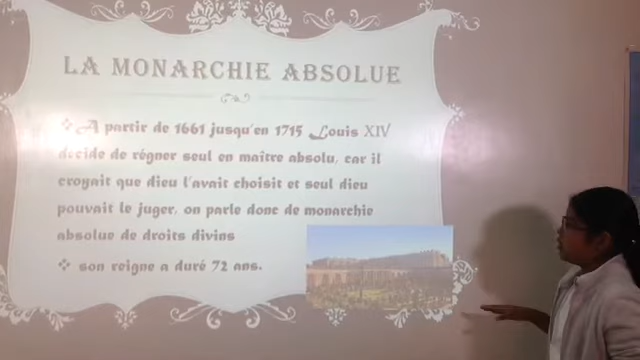 LA MONARCHIE ABSOLUE
A partir de 1661 jusqu'en 1715 Louis XIV
décide de régner seul en maître absolu, car il
croyait que dieu l'avait choisit et seul dieu
pouvait le juger, on parle donc de monarchie
absolue de droits divins
son reigne a duré 72 ans.